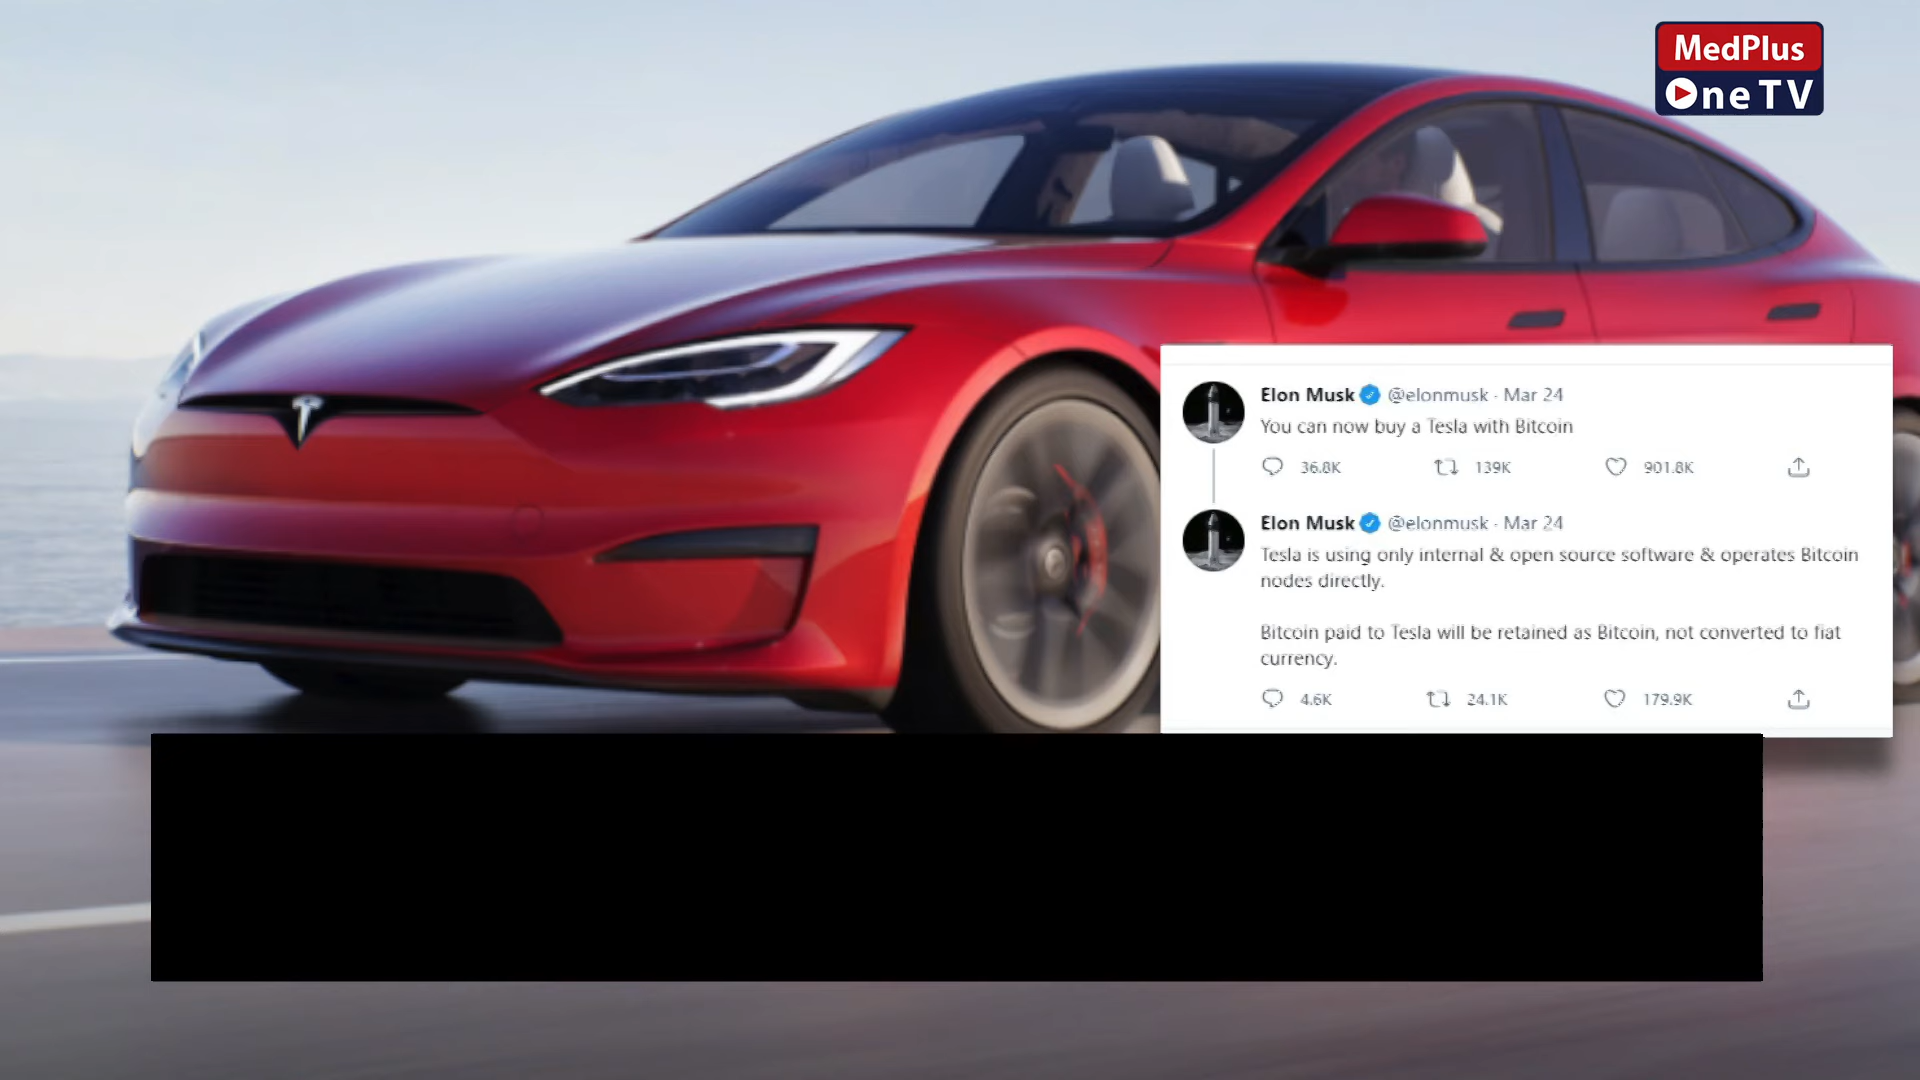 MedPlus
One TV
Elon Musk @elonmusk · Mar 24
You can now buy a Tesla with Bitcoin
36.8K 139K 901.8K
Elon Musk @elonmusk · Mar 24
Tesla is using only internal & open source software & operates Bitcoin
nodes directly.
Bitcoin paid to Tesla will be retained as Bitcoin, not converted to fiat
currency.
4.6K 24.1K 179.9K